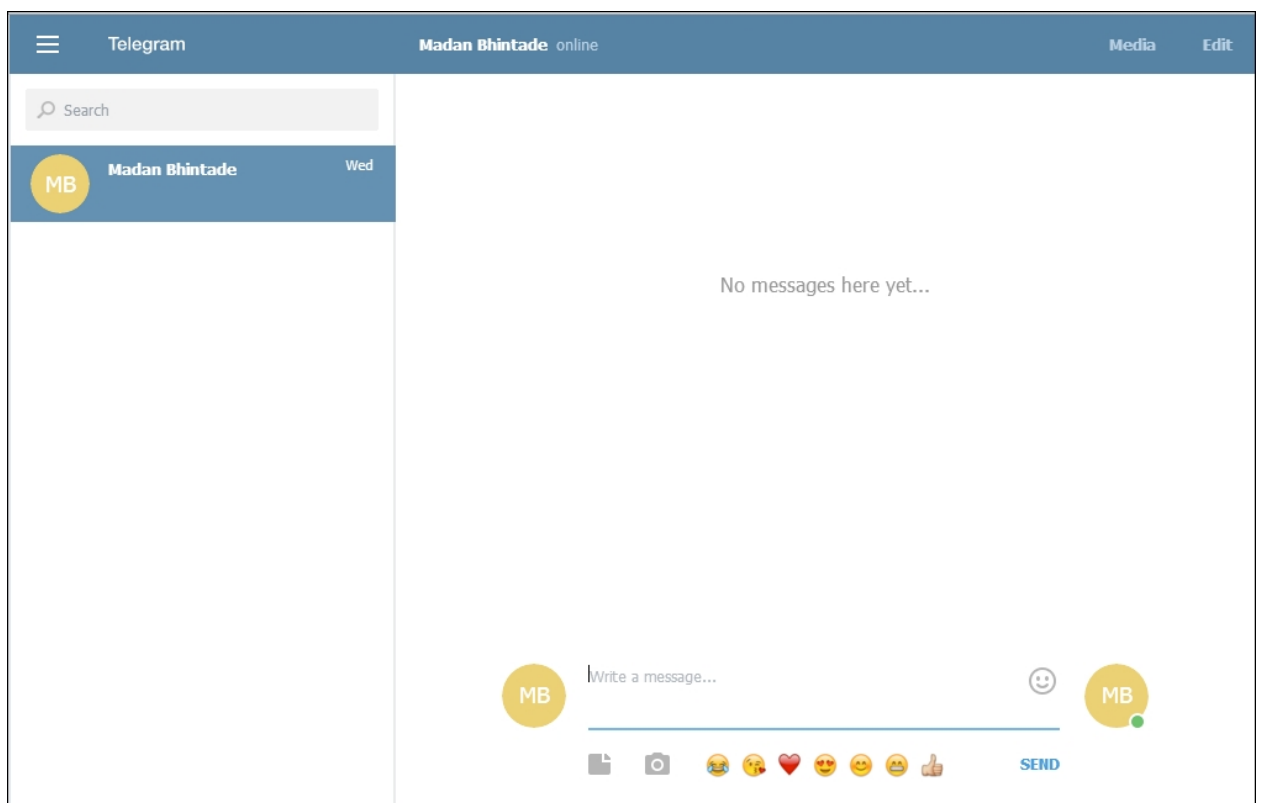 Telegram
Madan Bhintade online
Media
Edit
Search
MB
Madan Bhintade
Wed
No messages here yet...
MB
Write a message...
MB
SEND